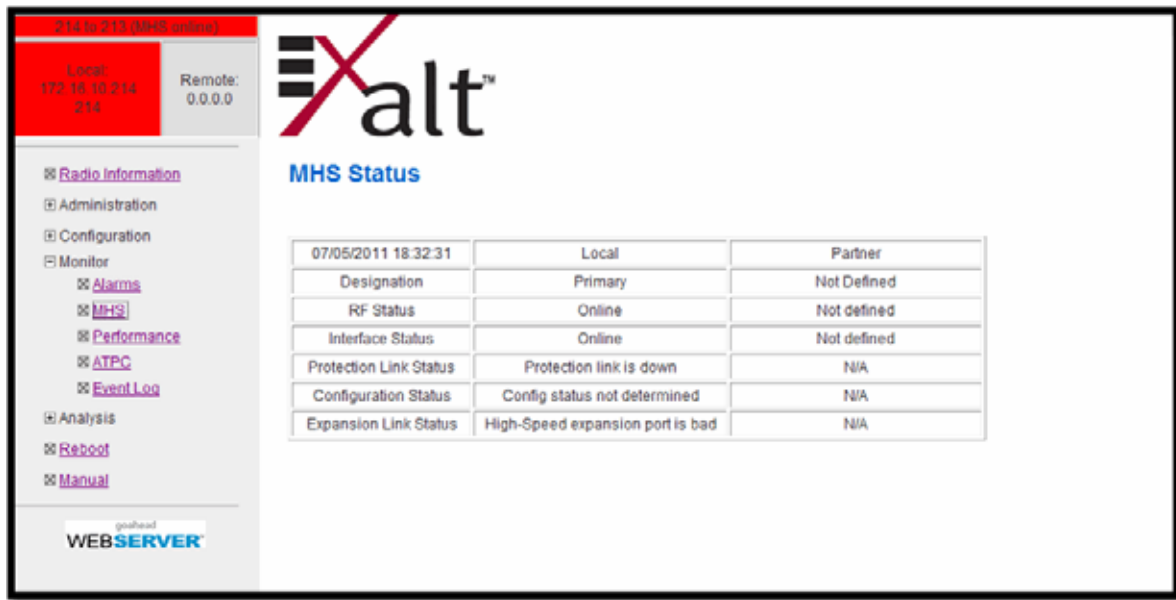 214 to 213 (MHS online)
Local:
172.16.10.214
214
Remote:
0.0.0.0
Exalt™
Radio Information
Administration
Configuration
Monitor
Alarms
MHS
Performance
ATPC
Event Log
Analysis
Reboot
Manual
goahead
WEBSERVER
MHS Status
07/05/2011 18:32:31 Local Partner
Designation Primary Not Defined
RF Status Online Not defined
Interface Status Online Not defined
Protection Link Status Protection link is down N/A
Configuration Status Config status not determined N/A
Expansion Link Status High-Speed expansion port is bad N/A